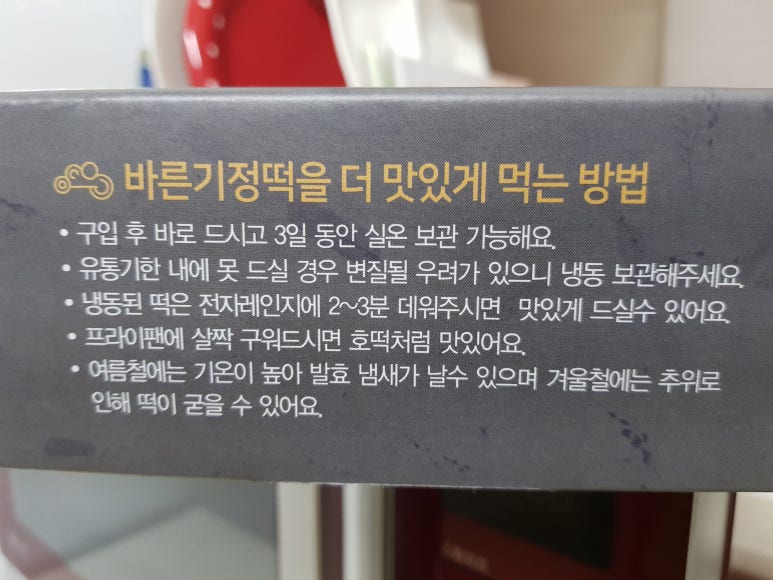 바른기정떡을 더 맛있게 먹는 방법
• 구입 후 바로 드시고 3일 동안 실온 보관 가능해요.
• 유통기한 내에 못 드실 경우 변질될 우려가 있으니 냉동 보관해주세요.
• 냉동된 떡은 전자레인지에 2~3분 데워주시면 맛있게 드실수 있어요.
• 프라이팬에 살짝 구워드시면 호떡처럼 맛있어요.
• 여름철에는 기온이 높아 발효 냄새가 날수 있으며 겨울철에는 추위로
인해 떡이 굳을 수 있어요.